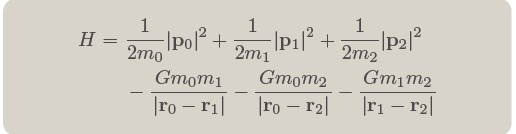 $H = \frac{1}{2m_0}|\mathbf{p}_0|^2 + \frac{1}{2m_1}|\mathbf{p}_1|^2 + \frac{1}{2m_2}|\mathbf{p}_2|^2$
$- \frac{Gm_0m_1}{|\mathbf{r}_0 - \mathbf{r}_1|} - \frac{Gm_0m_2}{|\mathbf{r}_0 - \mathbf{r}_2|} - \frac{Gm_1m_2}{|\mathbf{r}_1 - \mathbf{r}_2|}$